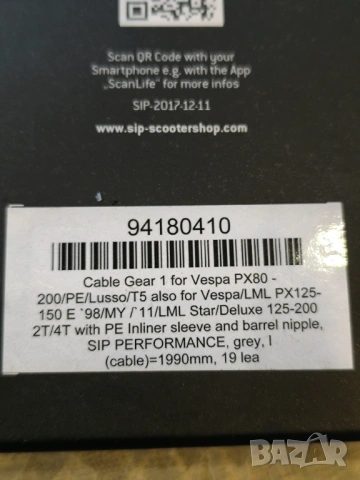 Scan QR Code with your
Smartphone e.g. with the App
„ScanLife" for more infos
SIP-2017-12-11
www.sip-scootershop.com
94180410
Cable Gear 1 for Vespa PX80 -
200/PE/Lusso/T5 also for Vespa/LML PX125-
150 E `98/MY /`11/LML Star/Deluxe 125-200
2T/4T with PE Inliner sleeve and barrel nipple,
SIP PERFORMANCE, grey, l
(cable)=1990mm, 19 lea
BAZAR